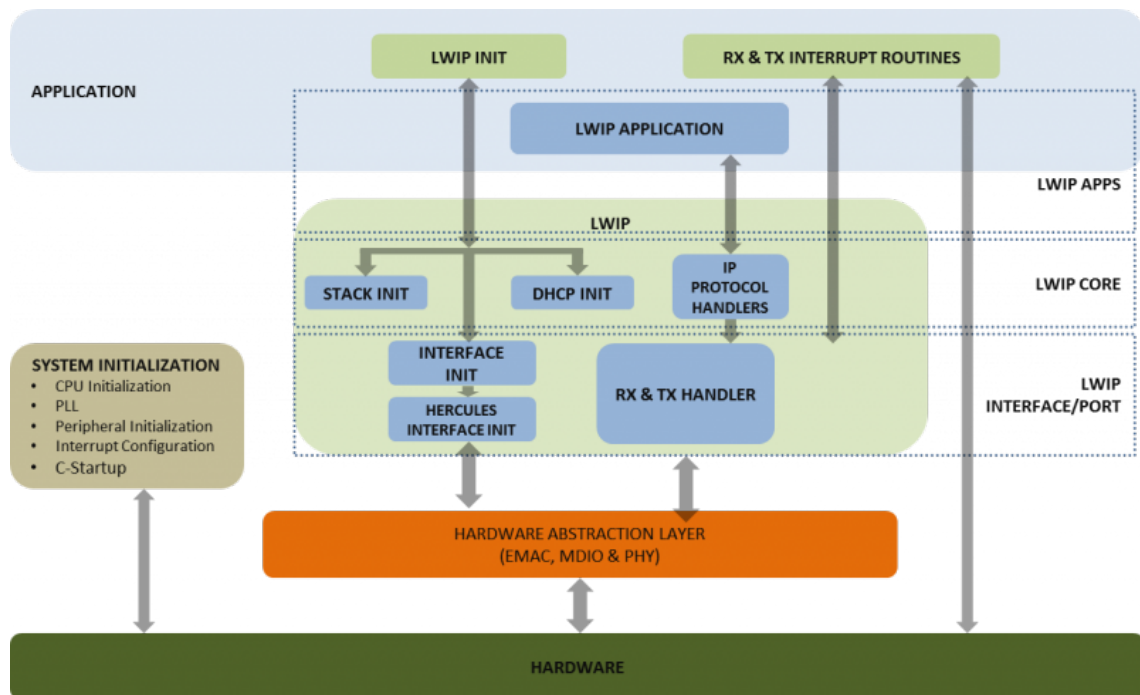 LWIP INIT
RX & TX INTERRUPT ROUTINES
APPLICATION
LWIP APPLICATION
LWIP APPS
LWIP
STACK INIT
DHCP INIT
IP
PROTOCOL
HANDLERS
LWIP CORE
SYSTEM INITIALIZATION
• CPU Initialization
• PLL
• Peripheral Initialization
• Interrupt Configuration
• C-Startup
INTERFACE
INIT
HERCULES
INTERFACE INIT
RX & TX HANDLER
LWIP
INTERFACE/PORT
HARDWARE ABSTRACTION LAYER
(EMAC, MDIO & PHY)
HARDWARE